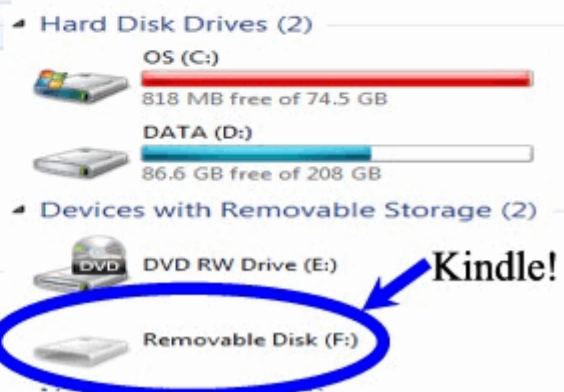 Hard Disk Drives (2)
OS (C:)
818 MB free of 74.5 GB
DATA (D:)
86.6 GB free of 208 GB
Devices with Removable Storage (2)
DVD
DVD RW Drive (E:)
Kindle!
Removable Disk (F:)